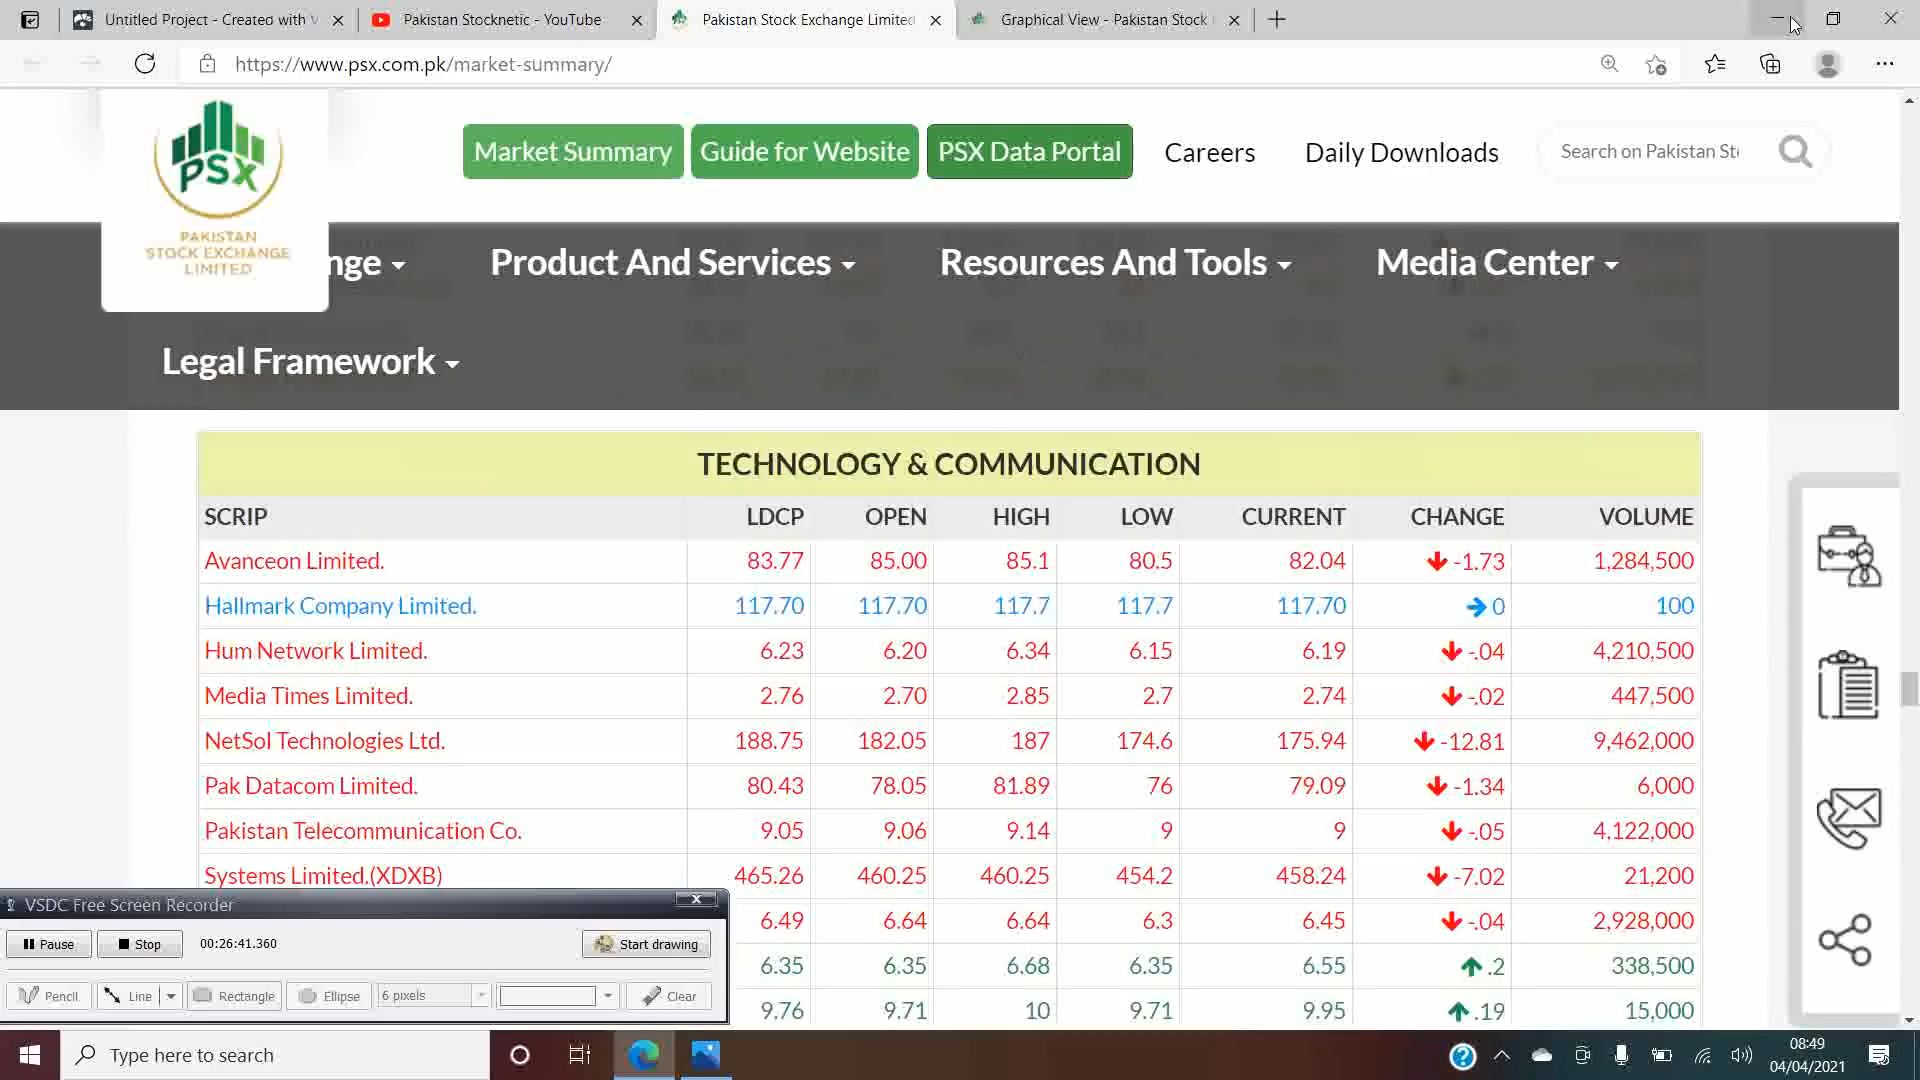 Untitled Project - Created with V
Pakistan Stocknetic - YouTube
Pakistan Stock Exchange Limited
Graphical View - Pakistan Stock
https://www.psx.com.pk/market-summary/
PSX
PAKISTAN
STOCK EXCHANGE
LIMITED
Market Summary
Guide for Website
PSX Data Portal
Careers
Daily Downloads
Search on Pakistan Sto
nge
Product And Services
Resources And Tools
Media Center
Legal Framework
TECHNOLOGY & COMMUNICATION
SCRIP LDCP OPEN HIGH LOW CURRENT CHANGE VOLUME
Avanceon Limited. 83.77 85.00 85.1 80.5 82.04 -1.73 1,284,500
Hallmark Company Limited. 117.70 117.70 117.7 117.7 117.70 0 100
Hum Network Limited. 6.23 6.20 6.34 6.15 6.19 -.04 4,210,500
Media Times Limited. 2.76 2.70 2.85 2.7 2.74 -.02 447,500
NetSol Technologies Ltd. 188.75 182.05 187 174.6 175.94 -12.81 9,462,000
Pak Datacom Limited. 80.43 78.05 81.89 76 79.09 -1.34 6,000
Pakistan Telecommunication Co. 9.05 9.06 9.14 9 9 -.05 4,122,000
Systems Limited.(XDXB) 465.26 460.25 460.25 454.2 458.24 -7.02 21,200
6.49 6.64 6.64 6.3 6.45 -.04 2,928,000
6.35 6.35 6.68 6.35 6.55 .2 338,500
9.76 9.71 10 9.71 9.95 .19 15,000
VSDC Free Screen Recorder
x
Pause
Stop
00:26:41.360
Start drawing
Pencil
Line
Rectangle
Ellipse
6 pixels
Clear
Type here to search
08:49
04/04/2021